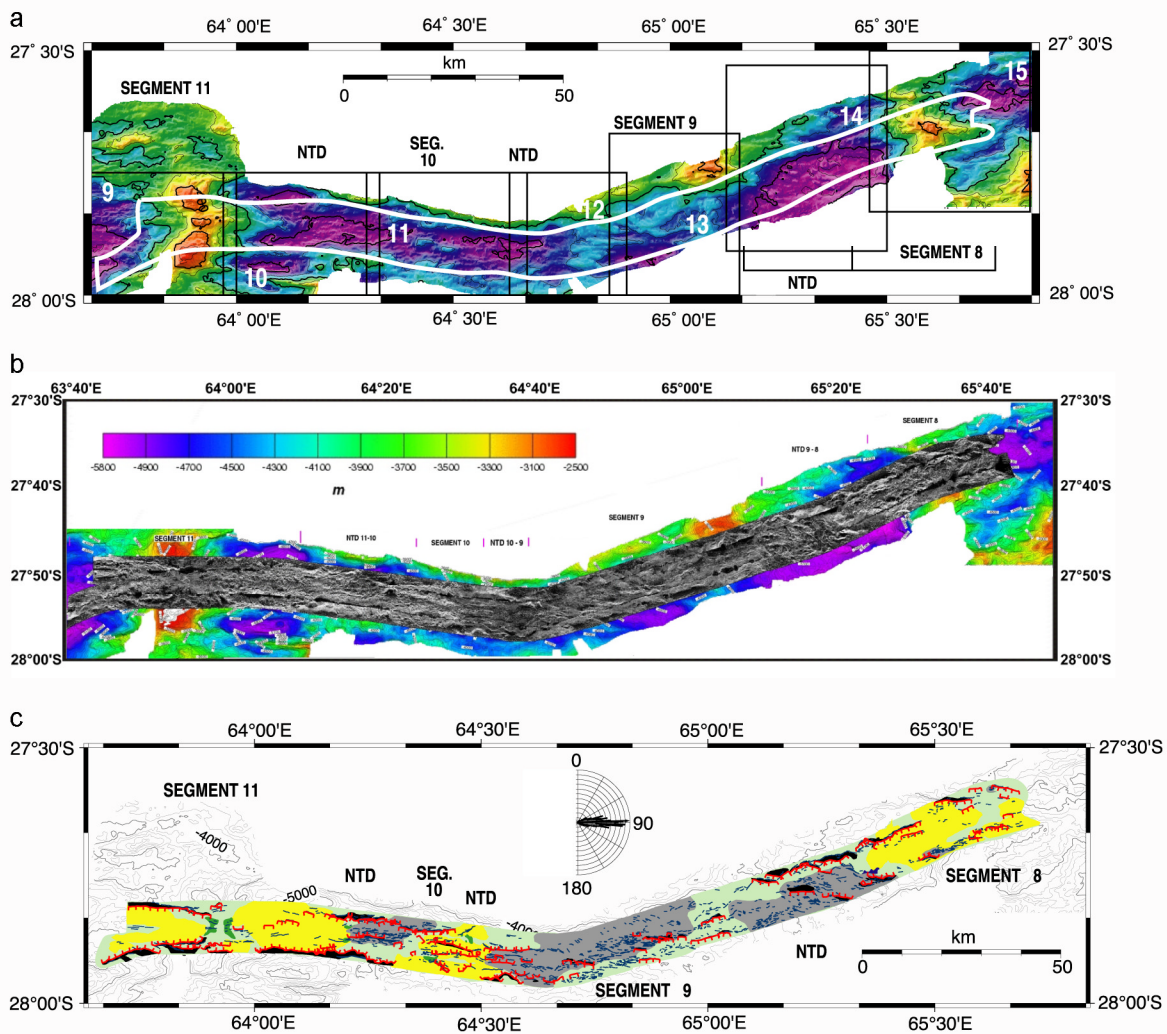 a
64° 00'E 64° 30'E 65° 00'E 65° 30'E
27° 30'S 27° 30'S
km
0 50
SEGMENT 11
15
14
SEGMENT 9
NTD
SEG.
10
NTD
9
12
13
11
10
SEGMENT 8
NTD
28° 00'S 28° 00'S
64° 00'E 64° 30'E 65° 00'E 65° 30'E
b
63°40'E 64°00'E 64°20'E 64°40'E 65°00'E 65°20'E 65°40'E
27°30'S 27°30'S
SEGMENT 8
NTD 9 - 8
-5800 -4900 -4700 -4500 -4300 -4100 -3900 -3700 -3500 -3300 -3100 -2500
m
27°40'S 27°40'S
SEGMENT 9
SEGMENT 11
NTD 11-10
SEGMENT 10
NTD 10 - 9
27°50'S 27°50'S
28°00'S 28°00'S
c
64°00'E 64°30'E 65°00'E 65°30'E
27°30'S 27°30'S
0
SEGMENT 11
-4000
90
180
NTD
SEG.
10
NTD
-5000
-4000
SEGMENT 8
NTD
km
0 50
SEGMENT 9
28°00'S 28°00'S
64°00'E 64°30'E 65°00'E 65°30'E